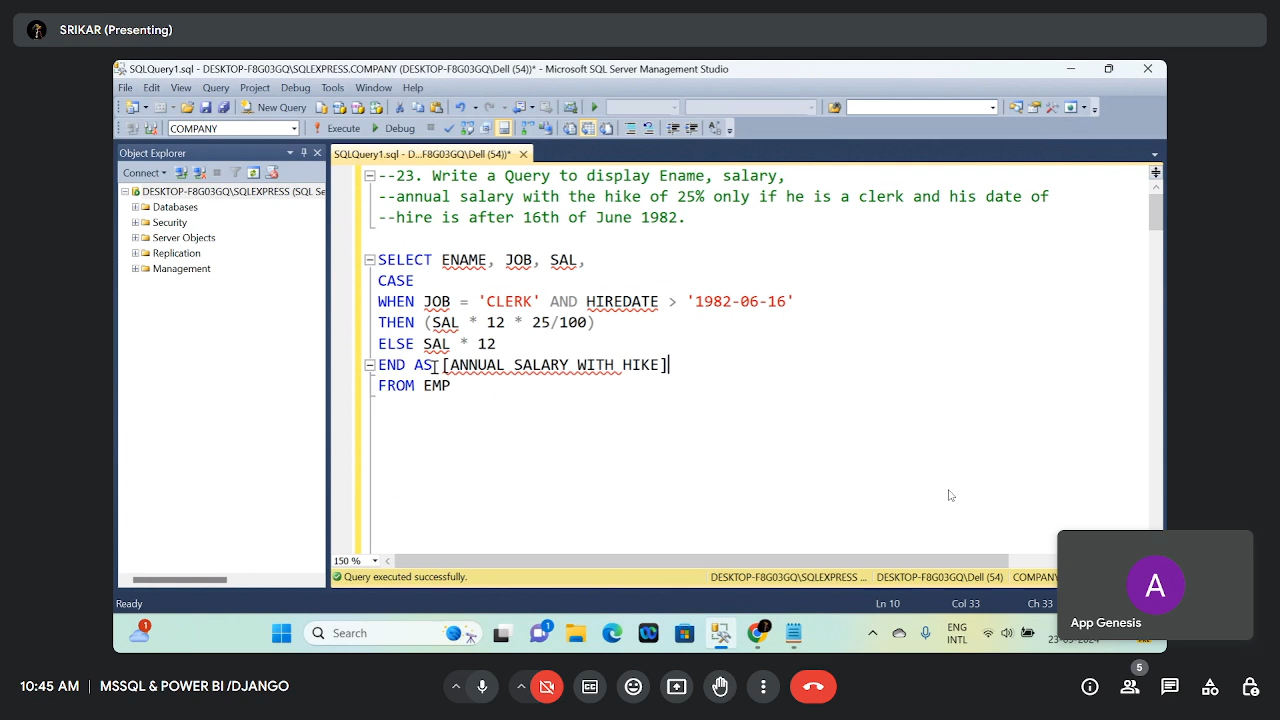 SRIKAR (Presenting)
SQLQuery1.sql - DESKTOP-F8G03GQ\SQLEXPRESS.COMPANY (DESKTOP-F8G03GQ\Dell (54))* - Microsoft SQL Server Management Studio
File Edit View Query Project Debug Tools Window Help
New Query
COMPANY Execute Debug
Object Explorer
SQLQuery1.sql - D...F8G03GQ\Dell (54))*
Connect
DESKTOP-F8G03GQ\SQLEXPRESS (SQL Se
Databases
Security
Server Objects
Replication
Management
--23. Write a Query to display Ename, salary,
--annual salary with the hike of 25% only if he is a clerk and his date of
--hire is after 16th of June 1982.
SELECT ENAME, JOB, SAL,
CASE
WHEN JOB = 'CLERK' AND HIREDATE > '1982-06-16'
THEN (SAL * 12 * 25/100)
ELSE SAL * 12
END AS [ANNUAL SALARY WITH HIKE]
FROM EMP
150 %
Query executed successfully. DESKTOP-F8G03GQ\SQLEXPRESS ... DESKTOP-F8G03GQ\Dell (54) COMPANY
Ready Ln 10 Col 33 Ch 33
1 Search 1 ENG
INTL
A
App Genesis
5
10:45 AM | MSSQL & POWER BI /DJANGO